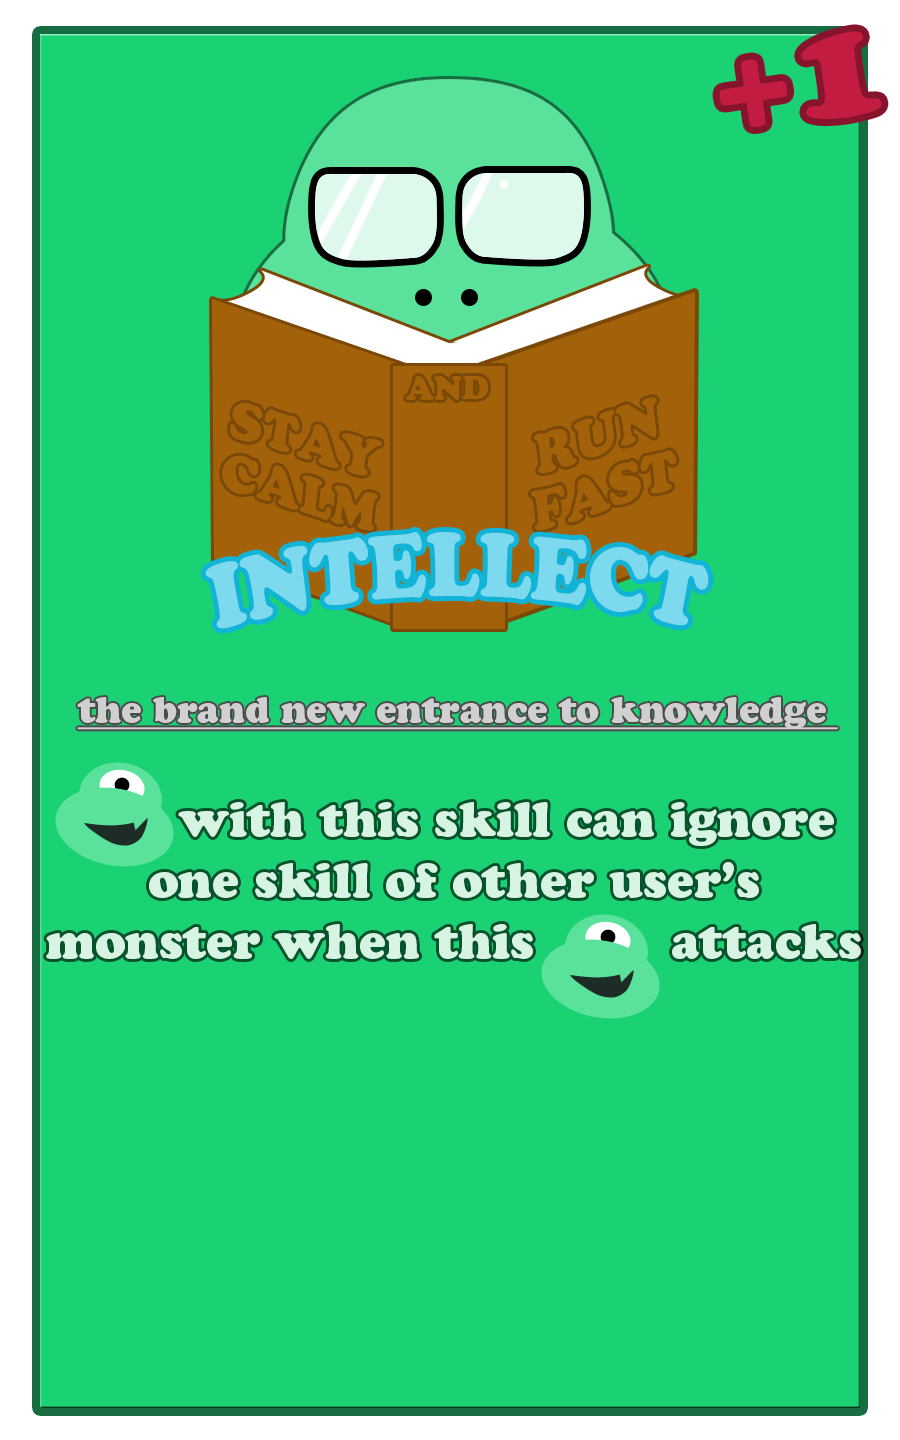 +1
AND
STAY
CALM
RUN
FAST
INTELLECT
the brand new entrance to knowledge
with this skill can ignore
one skill of other user's
monster when this attacks